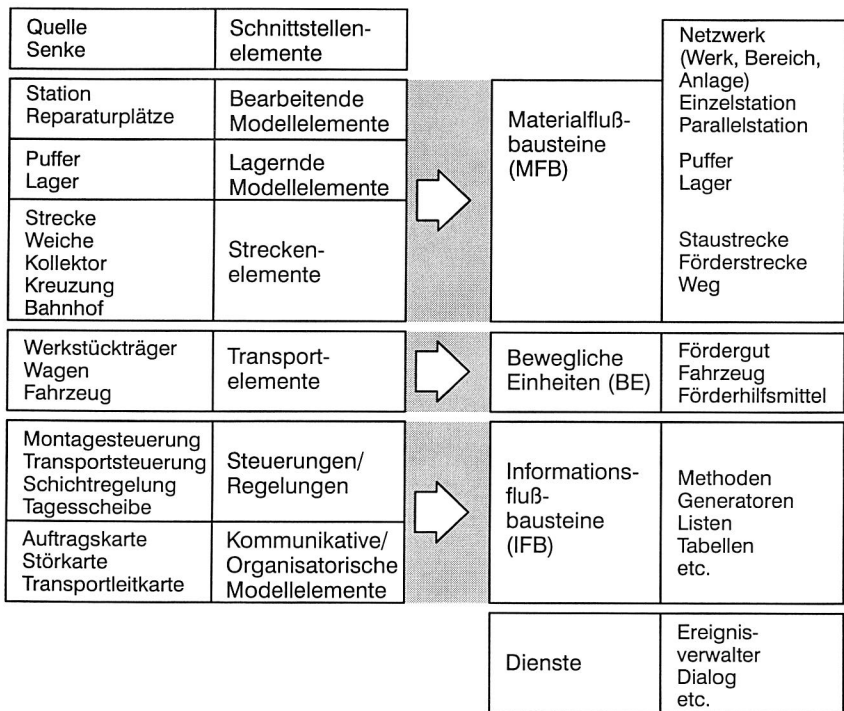 Quelle
Senke
Schnittstellen-
elemente
Station
Reparaturplätze
Bearbeitende
Modellelemente
Puffer
Lager
Lagernde
Modellelemente
Strecke
Weiche
Kollektor
Kreuzung
Bahnhof
Strecken-
elemente
Materialfluß-
bausteine
(MFB)
Netzwerk
(Werk, Bereich,
Anlage)
Einzelstation
Parallelstation
Puffer
Lager
Staustrecke
Förderstrecke
Weg
Werkstückträger
Wagen
Fahrzeug
Transport-
elemente
Bewegliche
Einheiten (BE)
Fördergut
Fahrzeug
Förderhilfsmittel
Montagesteuerung
Transportsteuerung
Schichtregelung
Tagesscheibe
Steuerungen/
Regelungen
Auftragskarte
Störkarte
Transportleitkarte
Kommunikative/
Organisatorische
Modellelemente
Informations-
fluß-
bausteine
(IFB)
Methoden
Generatoren
Listen
Tabellen
etc.
Dienste
Ereignis-
verwalter
Dialog
etc.